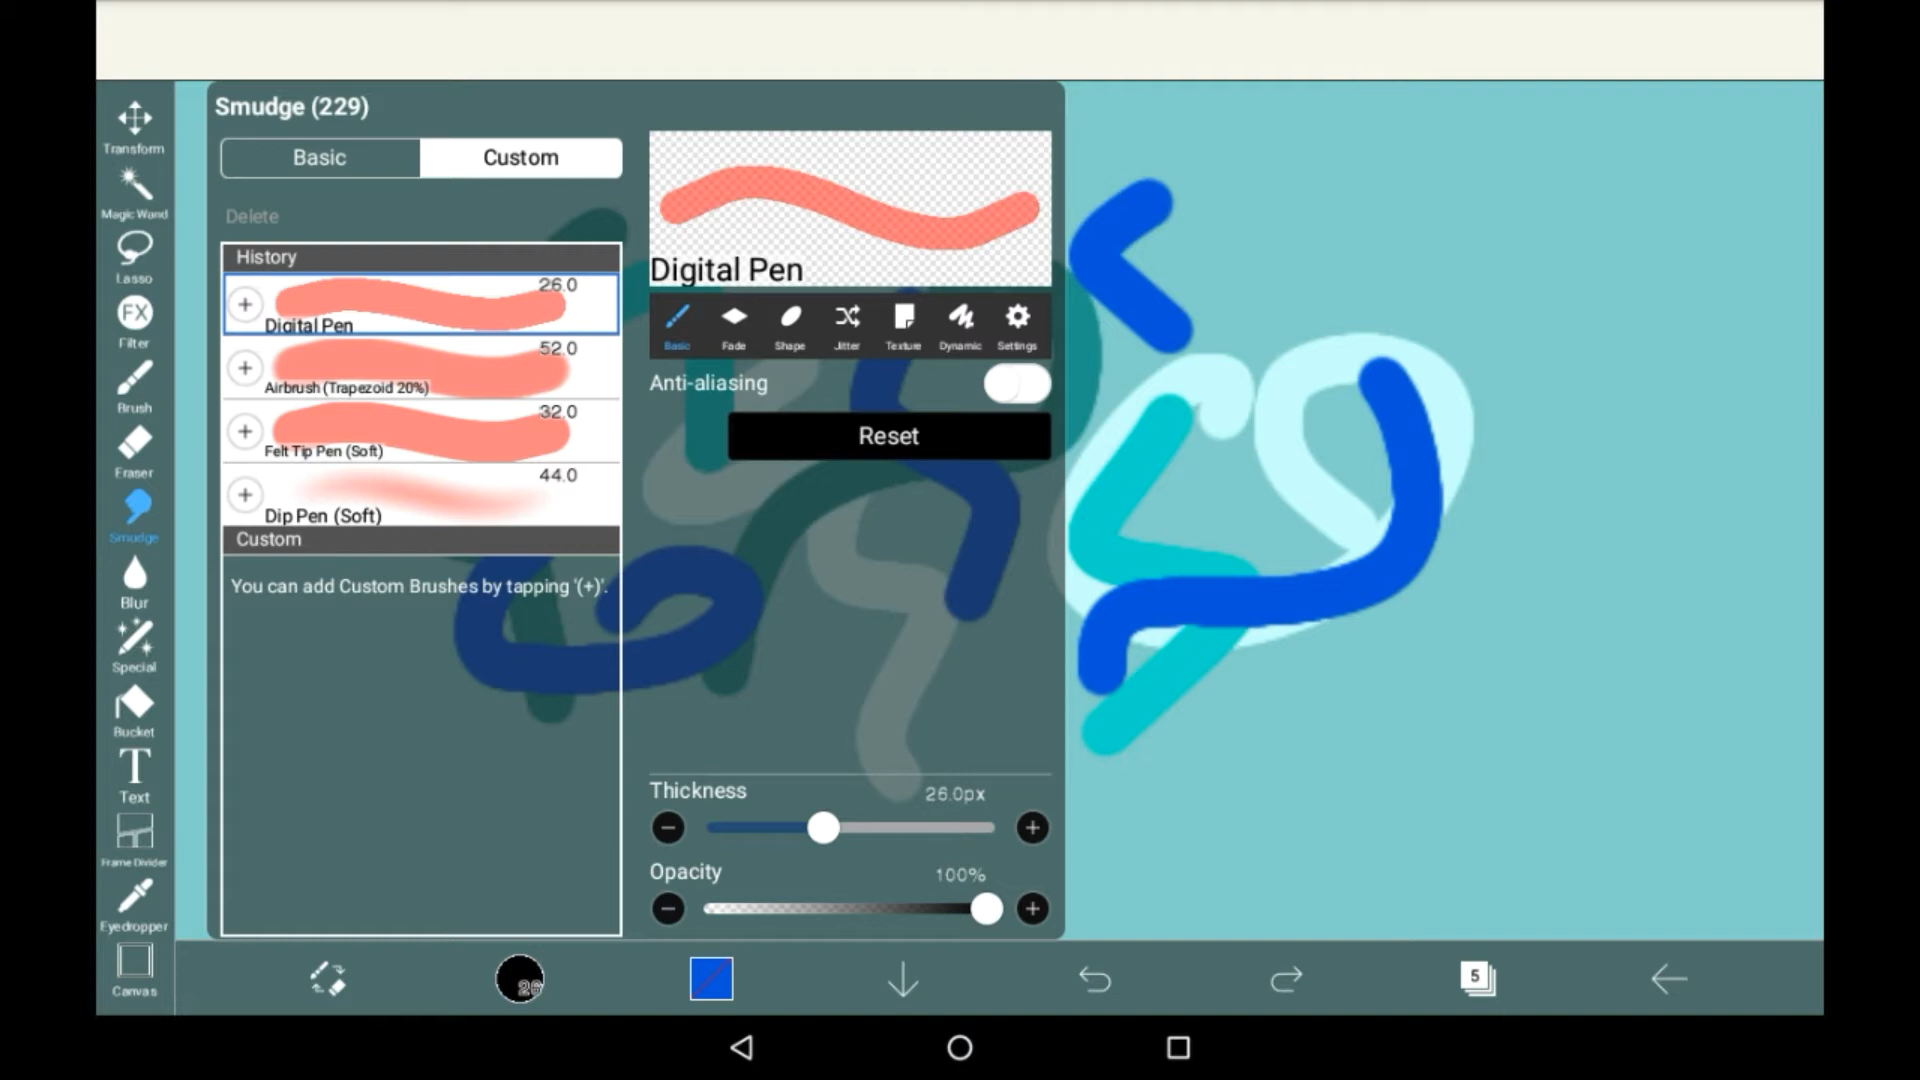 Smudge (229)
Basic
Custom
Delete
History
26.0
Digital Pen
52.0
Airbrush (Trapezoid 20%)
32.0
Felt Tip Pen (Soft)
44.0
Dip Pen (Soft)
Custom
You can add Custom Brushes by tapping '(+)'.
Digital Pen
Basic
Fade
Shape
Jitter
Texture
Dynamic
Settings
Anti-aliasing
Reset
Thickness
26.0px
Opacity
100%
Transform
Magic Wand
Lasso
FX
Filter
Brush
Eraser
Smudge
Blur
Special
Bucket
T
Text
Frame Divider
Eyedropper
Canvas
26
5